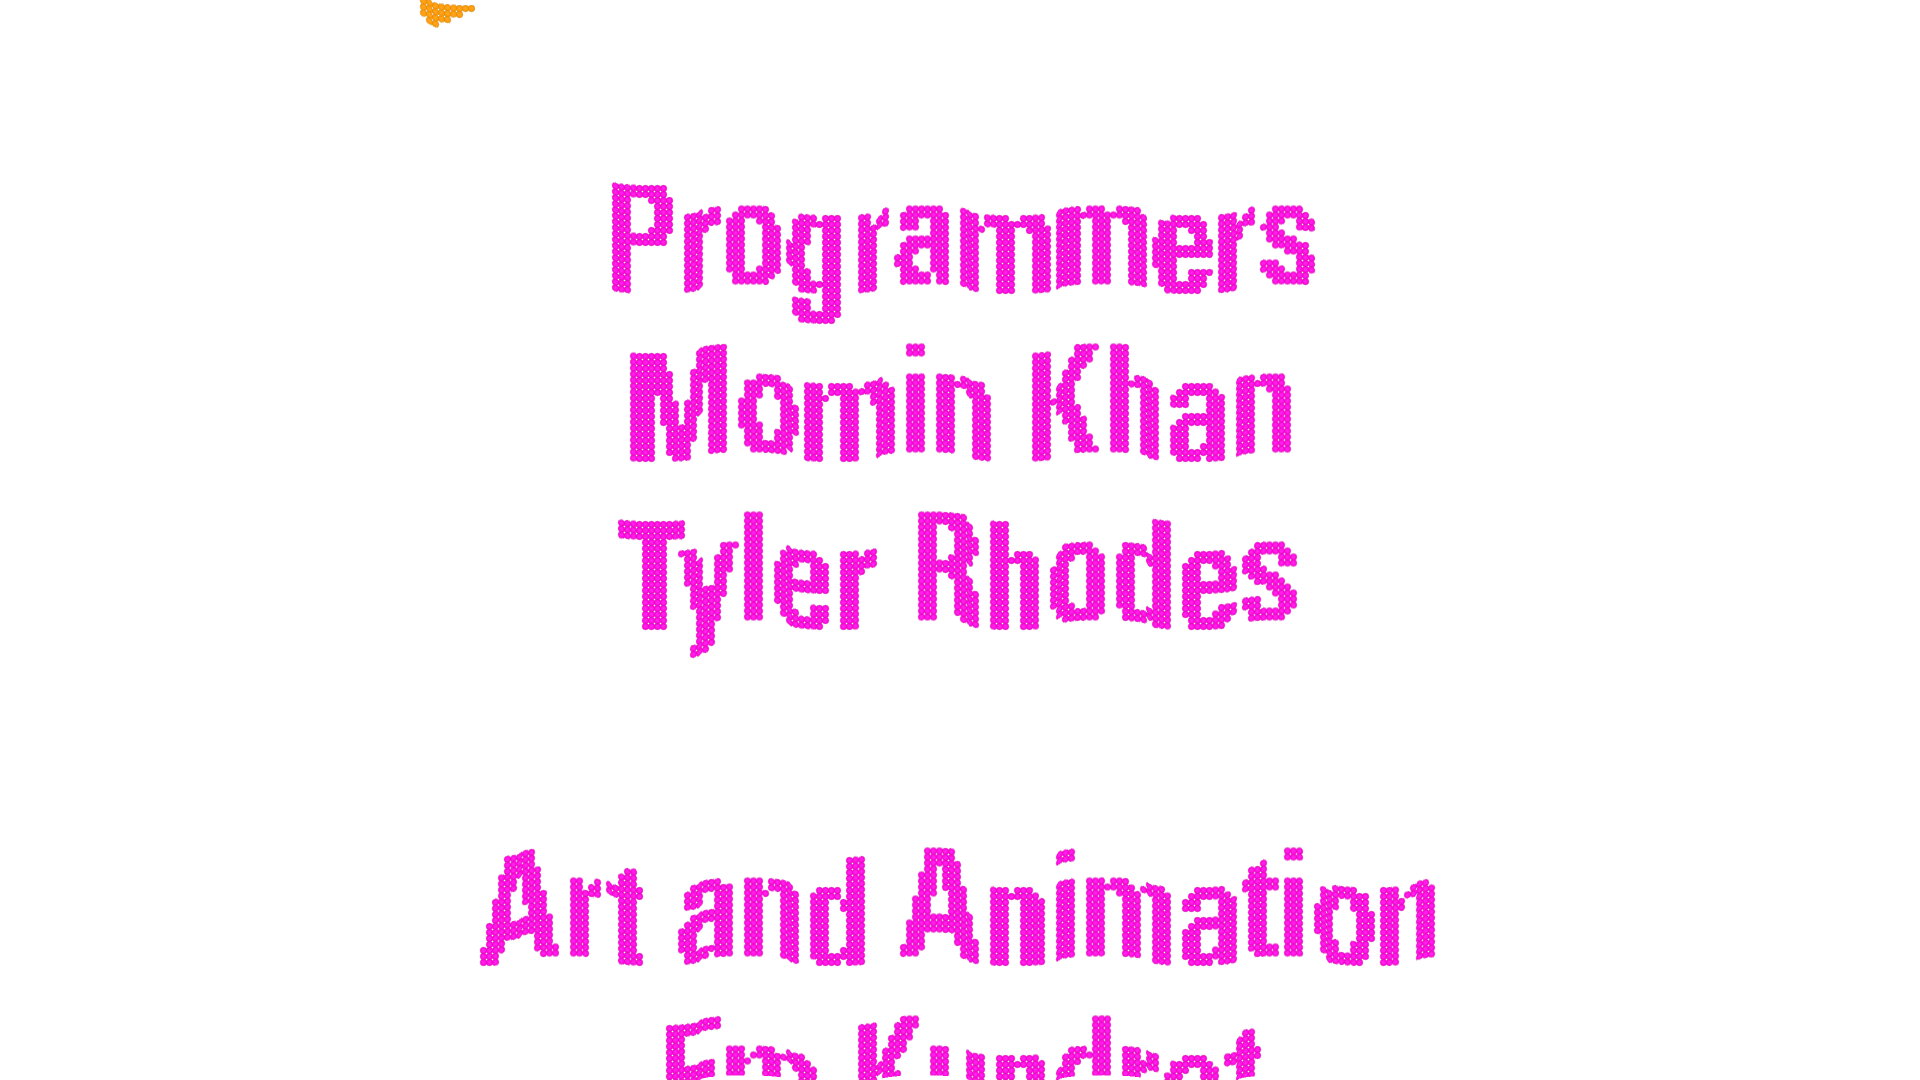 Programmers
Momin Khan
Tyler Rhodes
Art and Animation